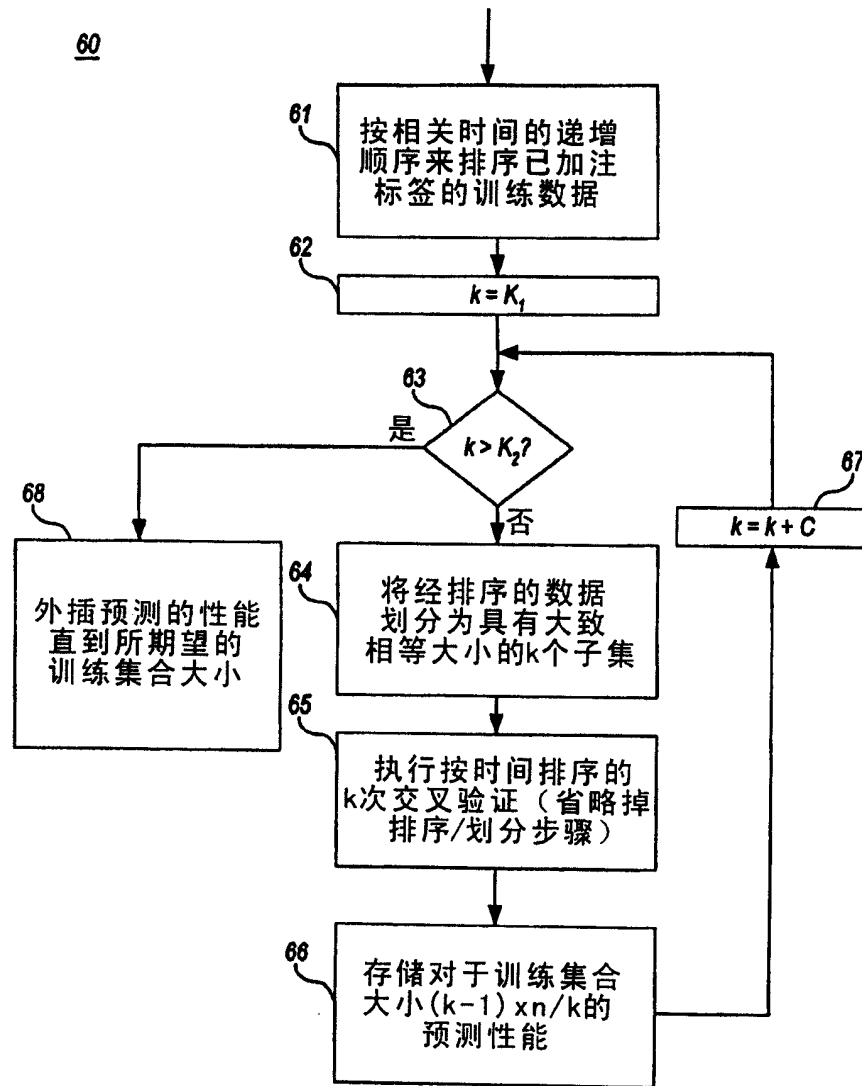 60
61
按相关时间的递增
顺序来排序已加注
标签的训练数据
62
k = K₁
63
是
k > K₂?
否
67
k = k + C
68
外插预测的性能
直到所期望的
训练集合大小
64
将经排序的数据
划分为具有大致
相等大小的k个子集
65
执行按时间排序的
k次交叉验证（省略掉
排序/划分步骤）
66
存储对于训练集合
大小(k-1)xn/k的
预测性能